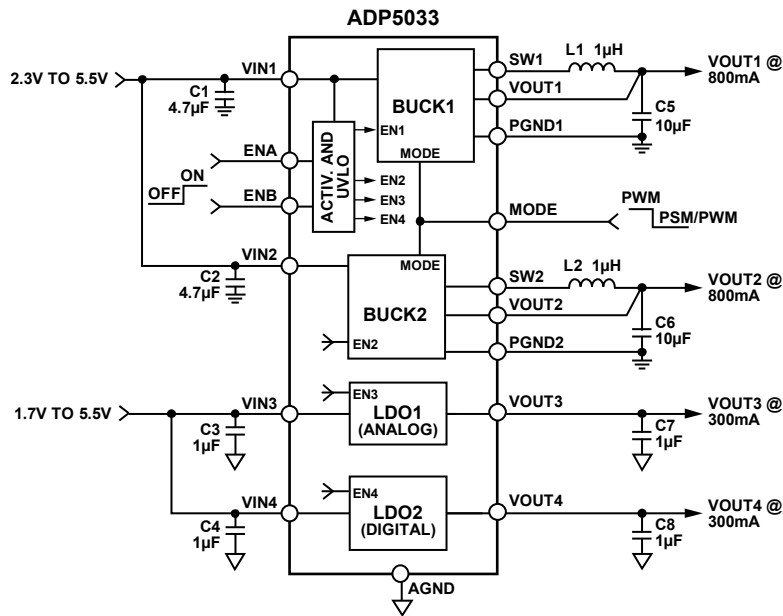 ADP5033
2.3V TO 5.5V
VIN1
C1
4.7µF
ENA
ON
OFF
ENB
ACTIV. AND
UVLO
EN1
EN2
EN3
EN4
BUCK1
MODE
SW1
L1 1µH
VOUT1 @
800mA
VOUT1
C5
10µF
PGND1
MODE
PWM
PSM/PWM
VIN2
C2
4.7µF
MODE
BUCK2
EN2
SW2
L2 1µH
VOUT2 @
800mA
VOUT2
C6
10µF
PGND2
1.7V TO 5.5V
VIN3
C3
1µF
EN3
LDO1
(ANALOG)
VOUT3
VOUT3 @
300mA
C7
1µF
VIN4
C4
1µF
EN4
LDO2
(DIGITAL)
VOUT4
VOUT4 @
300mA
C8
1µF
AGND